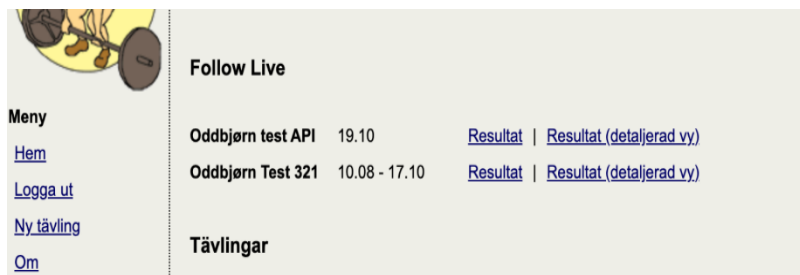 Follow Live
Meny
Hem
Logga ut
Ny tävling
Om
Oddbjørn test API 19.10 Resultat | Resultat (detaljerad vy)
Oddbjørn Test 321 10.08 - 17.10 Resultat | Resultat (detaljerad vy)
Tävlingar